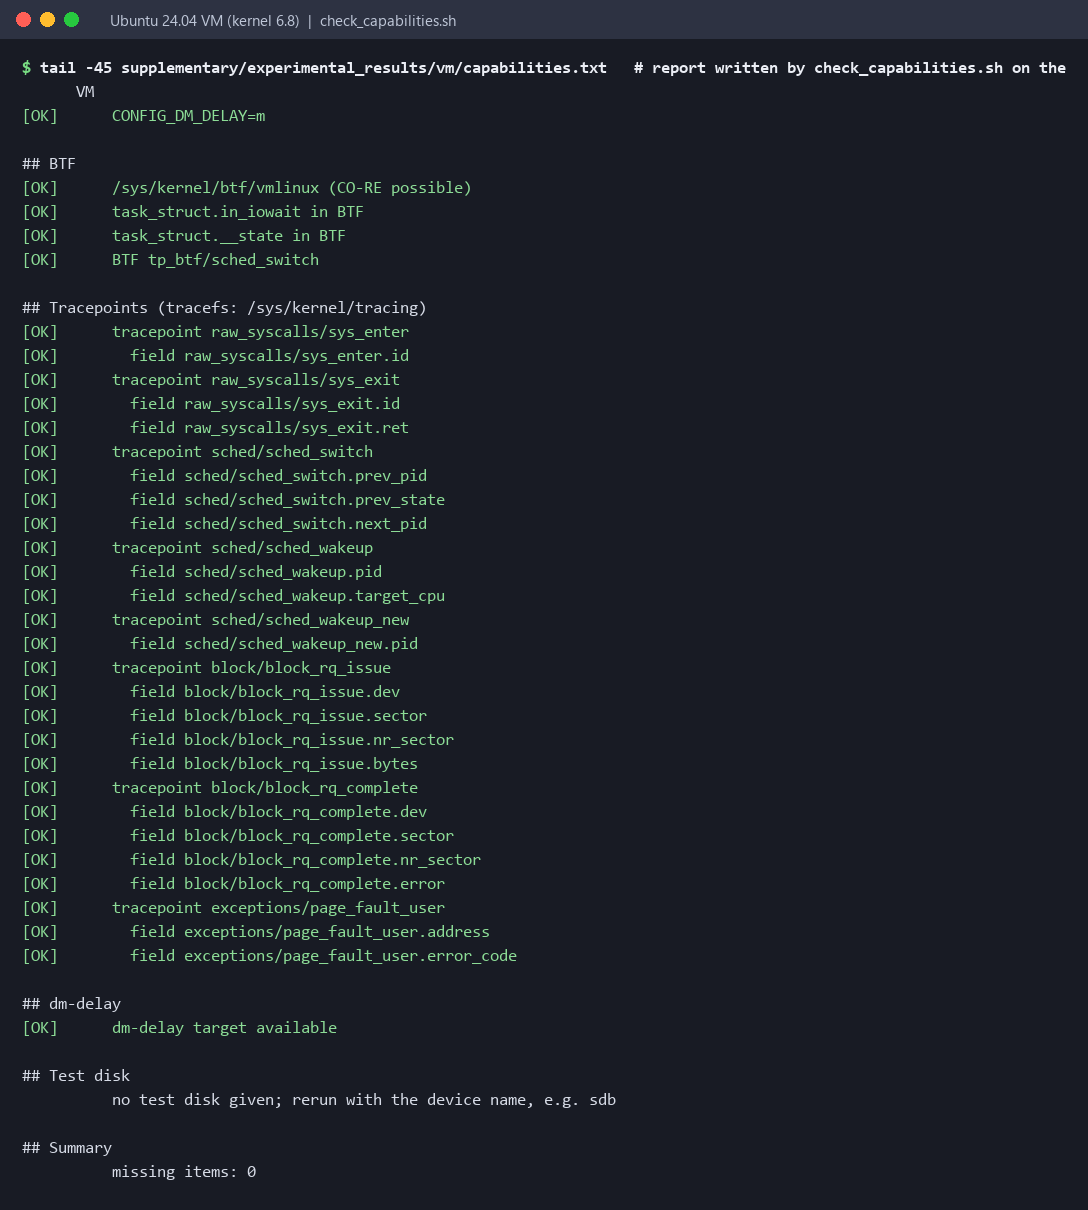 Ubuntu 24.04 VM (kernel 6.8) | check_capabilities.sh
$ tail -45 supplementary/experimental_results/vm/capabilities.txt   # report written by check_capabilities.sh on the
      VM
[OK]      CONFIG_DM_DELAY=m

## BTF
[OK]      /sys/kernel/btf/vmlinux (CO-RE possible)
[OK]      task_struct.in_iowait in BTF
[OK]      task_struct.__state in BTF
[OK]      BTF tp_btf/sched_switch

## Tracepoints (tracefs: /sys/kernel/tracing)
[OK]      tracepoint raw_syscalls/sys_enter
[OK]        field raw_syscalls/sys_enter.id
[OK]      tracepoint raw_syscalls/sys_exit
[OK]        field raw_syscalls/sys_exit.id
[OK]        field raw_syscalls/sys_exit.ret
[OK]      tracepoint sched/sched_switch
[OK]        field sched/sched_switch.prev_pid
[OK]        field sched/sched_switch.prev_state
[OK]        field sched/sched_switch.next_pid
[OK]      tracepoint sched/sched_wakeup
[OK]        field sched/sched_wakeup.pid
[OK]        field sched/sched_wakeup.target_cpu
[OK]      tracepoint sched/sched_wakeup_new
[OK]        field sched/sched_wakeup_new.pid
[OK]      tracepoint block/block_rq_issue
[OK]        field block/block_rq_issue.dev
[OK]        field block/block_rq_issue.sector
[OK]        field block/block_rq_issue.nr_sector
[OK]        field block/block_rq_issue.bytes
[OK]      tracepoint block/block_rq_complete
[OK]        field block/block_rq_complete.dev
[OK]        field block/block_rq_complete.sector
[OK]        field block/block_rq_complete.nr_sector
[OK]        field block/block_rq_complete.error
[OK]      tracepoint exceptions/page_fault_user
[OK]        field exceptions/page_fault_user.address
[OK]        field exceptions/page_fault_user.error_code

## dm-delay
[OK]      dm-delay target available

## Test disk
          no test disk given; rerun with the device name, e.g. sdb

## Summary
          missing items: 0